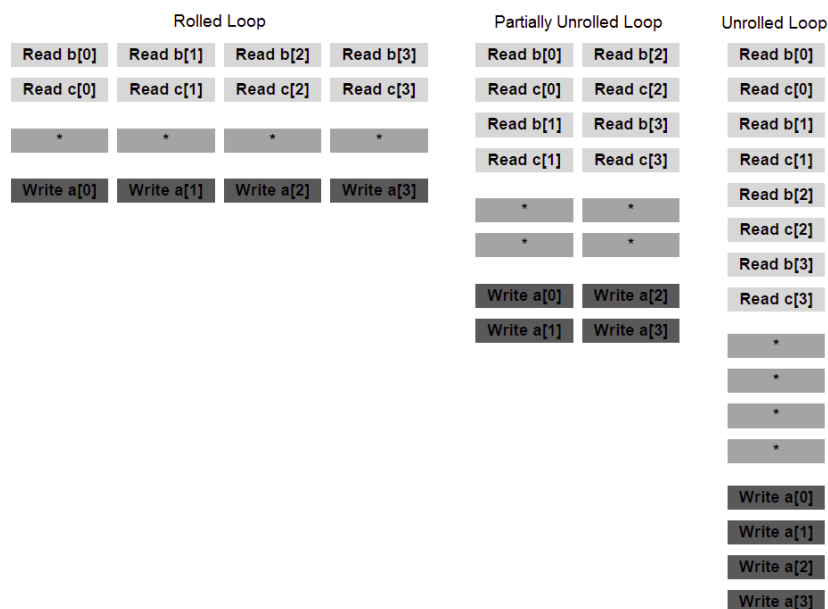 Rolled Loop
Read b[0] Read b[1] Read b[2] Read b[3]
Read c[0] Read c[1] Read c[2] Read c[3]
* * * *
Write a[0] Write a[1] Write a[2] Write a[3]
Partially Unrolled Loop
Read b[0] Read b[2]
Read c[0] Read c[2]
Read b[1] Read b[3]
Read c[1] Read c[3]
* *
* *
Write a[0] Write a[2]
Write a[1] Write a[3]
Unrolled Loop
Read b[0]
Read c[0]
Read b[1]
Read c[1]
Read b[2]
Read c[2]
Read b[3]
Read c[3]
*
*
*
*
Write a[0]
Write a[1]
Write a[2]
Write a[3]